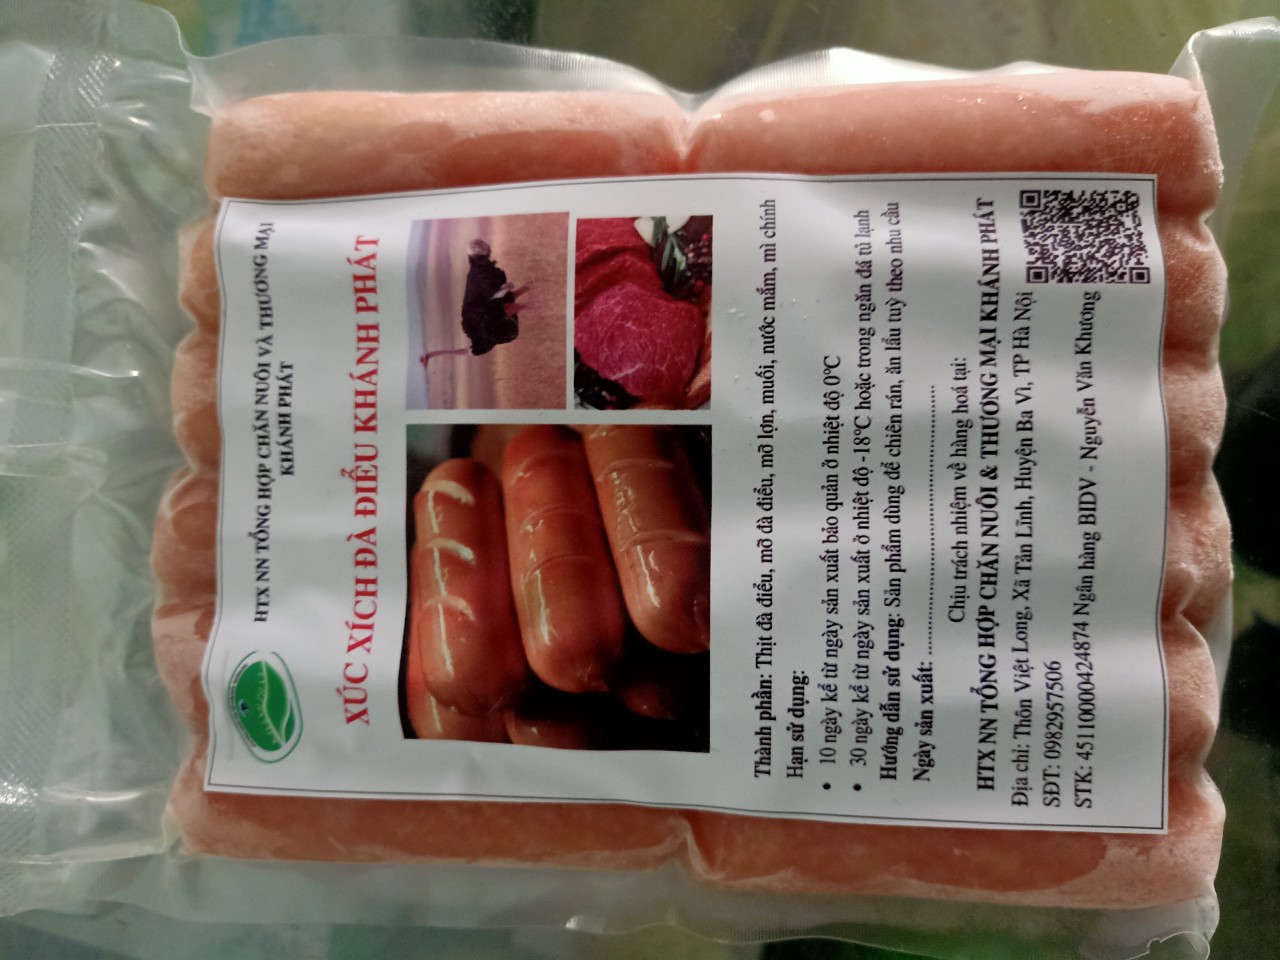 HTX NN TỔNG HỢP CHĂN NUÔI VÀ THƯƠNG MẠI
KHÁNH PHÁT
XÚC XÍCH ĐÀ ĐIỂU KHÁNH PHÁT
Thành phần: Thịt đà điểu, mỡ đà điểu, mỡ lợn, muối, nước mắm, mì chính
Hạn sử dụng:
• 10 ngày kể từ ngày sản xuất bảo quản ở nhiệt độ 0°C
• 30 ngày kể từ ngày sản xuất ở nhiệt độ -18°C hoặc trong ngăn đá tủ lạnh
Hướng dẫn sử dụng: Sản phẩm dùng để chiên rán, ăn lẩu tuỳ theo nhu cầu
Ngày sản xuất: ........................................
Chịu trách nhiệm về hàng hoá tại:
HTX NN TỔNG HỢP CHĂN NUÔI & THƯƠNG MẠI KHÁNH PHÁT
Địa chỉ: Thôn Việt Long, Xã Tản Lĩnh, Huyện Ba Vì, TP Hà Nội
SĐT: 0982957506
STK: 45110000424874 Ngân hàng BIDV - Nguyễn Văn Khương